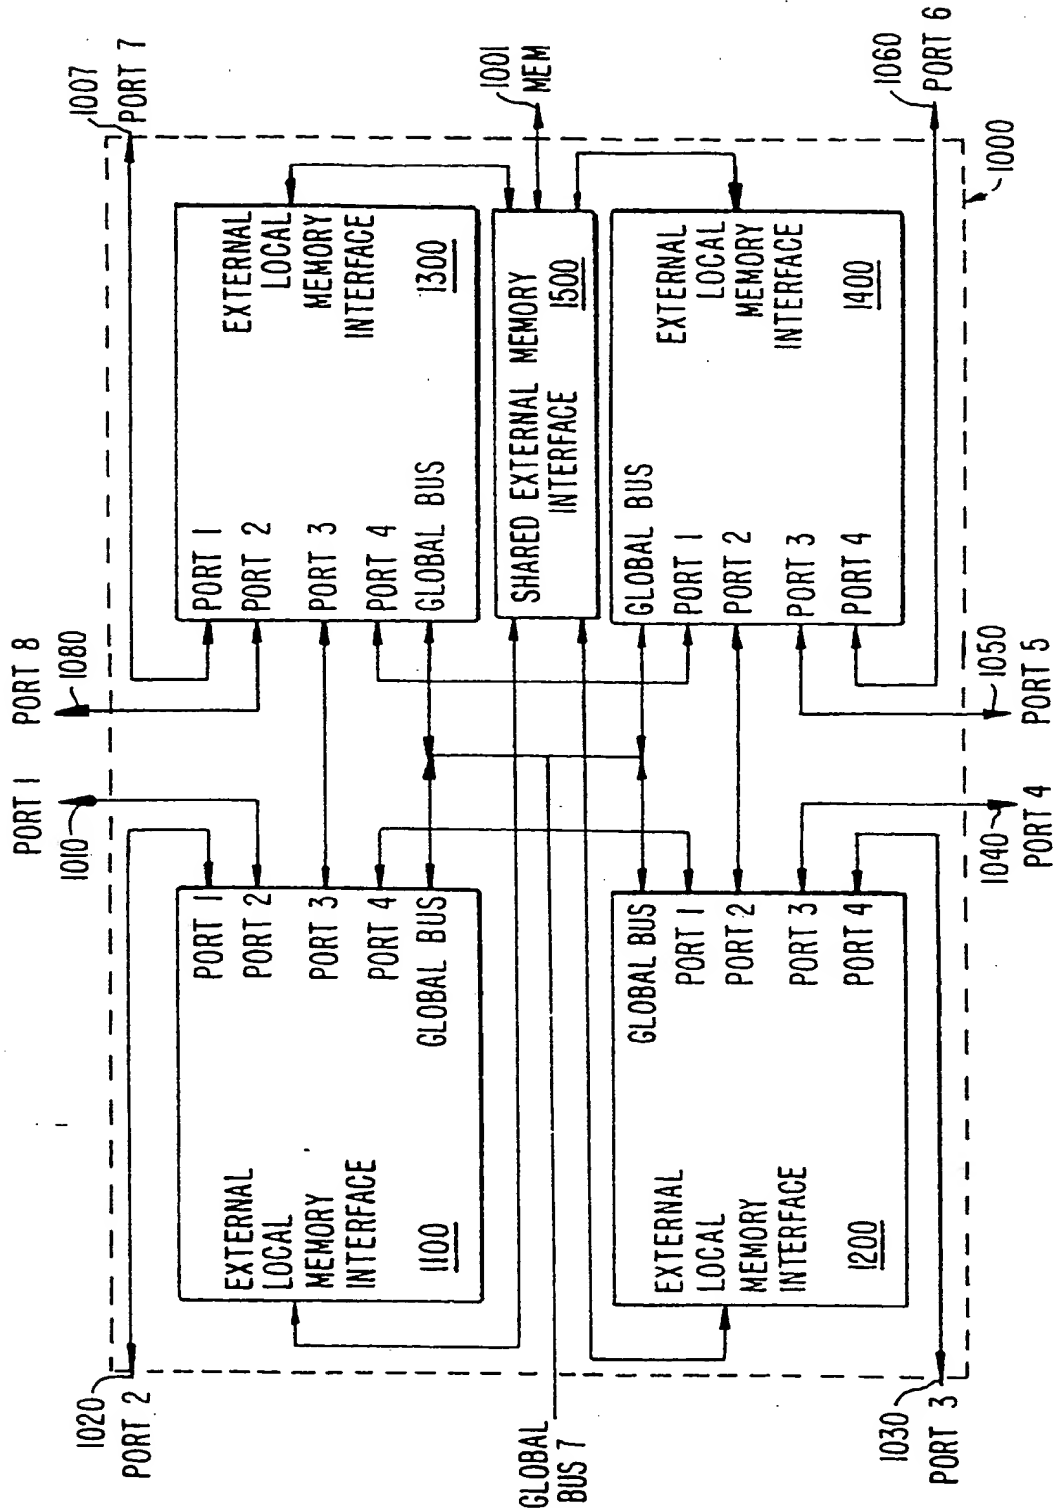 PORT 1
PORT 8
1010
1080
1020
PORT 2
1007
PORT 7
PORT 1
PORT 2
PORT 3
PORT 4
GLOBAL BUS
EXTERNAL
LOCAL
MEMORY
INTERFACE
1100
PORT 1
PORT 2
PORT 3
PORT 4
GLOBAL BUS
EXTERNAL
LOCAL
MEMORY
INTERFACE
1300
GLOBAL
BUS 7
SHARED EXTERNAL MEMORY
INTERFACE
1500
1001
MEM
EXTERNAL
LOCAL
MEMORY
INTERFACE
1200
GLOBAL BUS
PORT 1
PORT 2
PORT 3
PORT 4
GLOBAL BUS
PORT 1
PORT 2
PORT 3
PORT 4
EXTERNAL
LOCAL
MEMORY
INTERFACE
1400
1030
PORT 3
1060
PORT 6
1040
PORT 4
1050
PORT 5
1000